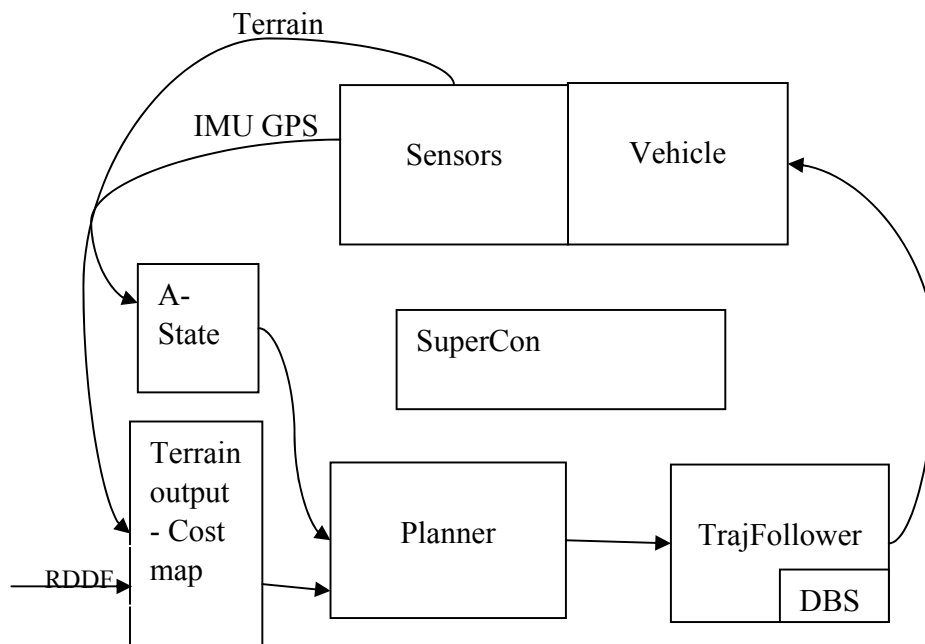 Terrain
IMU GPS
Sensors
Vehicle
A-
State
SuperCon
Terrain
output
- Cost
map
Planner
TrajFollower
RDDF
DBS